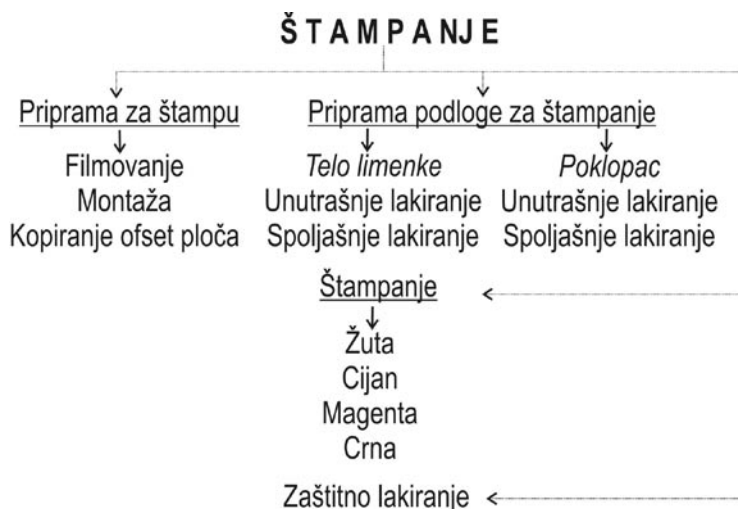 ŠTAMPANJE
Priprama za štampu
Priprama podloge za štampanje
Filmovanje
Montaža
Kopiranje ofset ploča
Telo limenke
Unutrašnje lakiranje
Spoljašnje lakiranje
Poklopac
Unutrašnje lakiranje
Spoljašnje lakiranje
Štampanje
Žuta
Cijan
Magenta
Crna
Zaštitno lakiranje